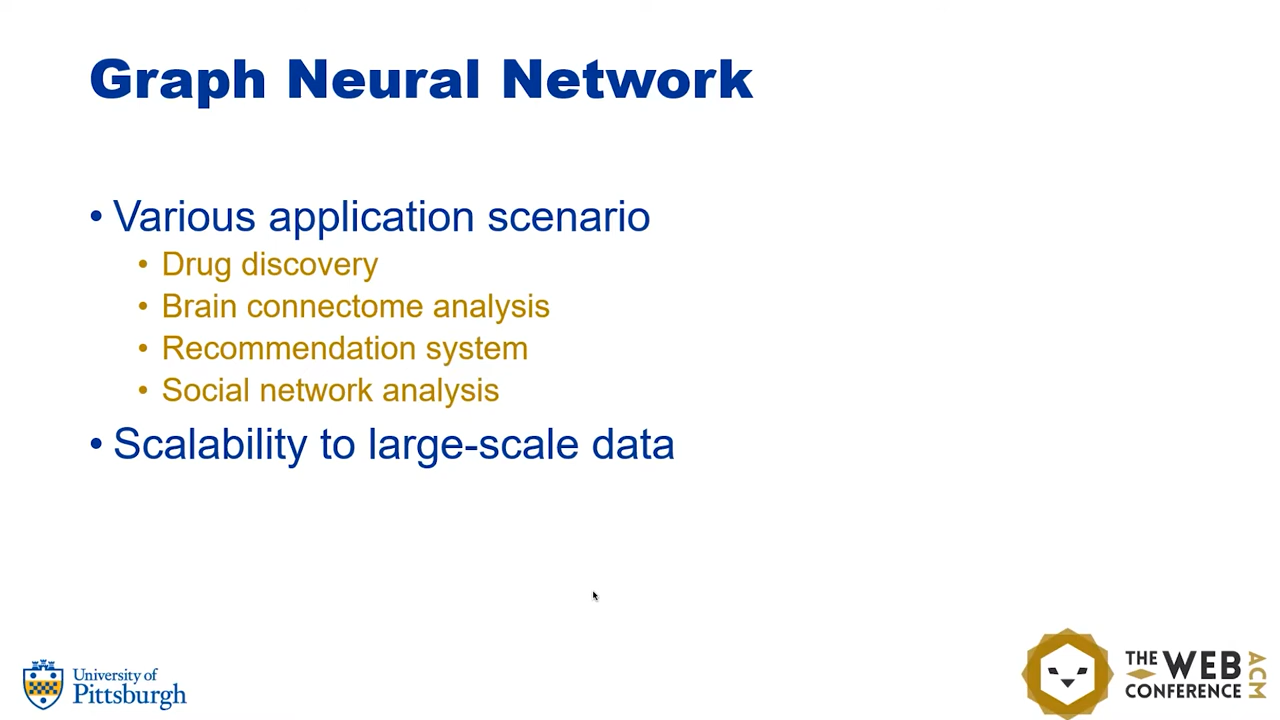 Graph Neural Network
• Various application scenario
• Drug discovery
• Brain connectome analysis
• Recommendation system
• Social network analysis
• Scalability to large-scale data
University of
Pittsburgh
THE WEB
CONFERENCE
ACM